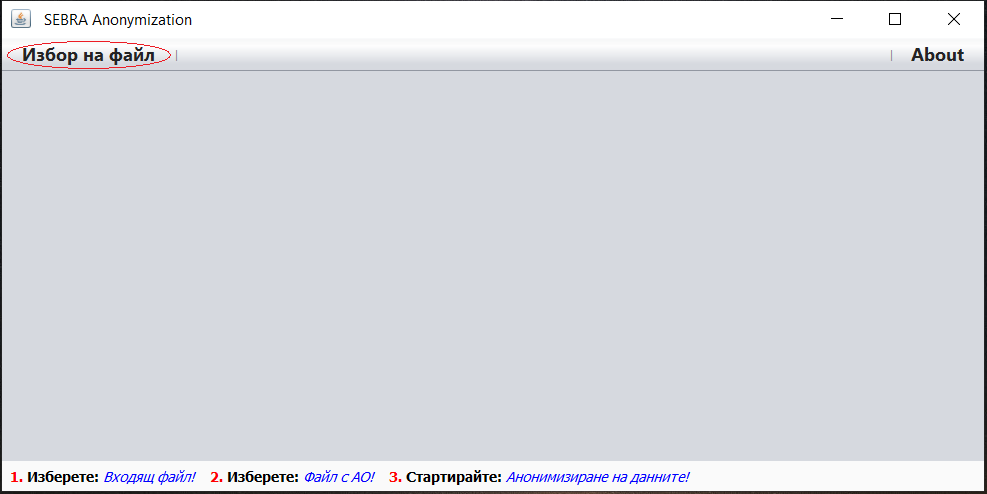 SEBRA Anonymization
Избор на файл About
1. Изберете: Входящ файл! 2. Изберете: Файл с АО! 3. Стартирайте: Анонимизиране на данните!